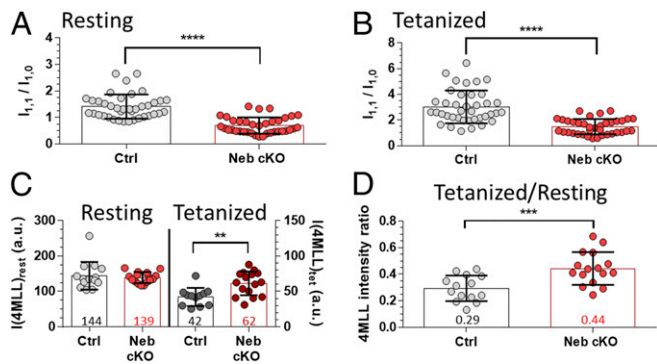 A Resting
I1,1 / I1,0
4
3
2
1
0
****
Ctrl Neb cKO
B Tetanized
I1,1 / I1,0
8
6
4
2
0
****
Ctrl Neb cKO
C Resting Tetanized
I(4MLL)rest (a.u.)
300
200
100
0
I(4MLL)tet (a.u.)
150
100
50
0
**
144 139 42 62
Ctrl Neb cKO Ctrl Neb cKO
D Tetanized/Resting
4MLL intensity ratio
0.8
0.6
0.4
0.2
0.0
***
0.29 0.44
Ctrl Neb cKO